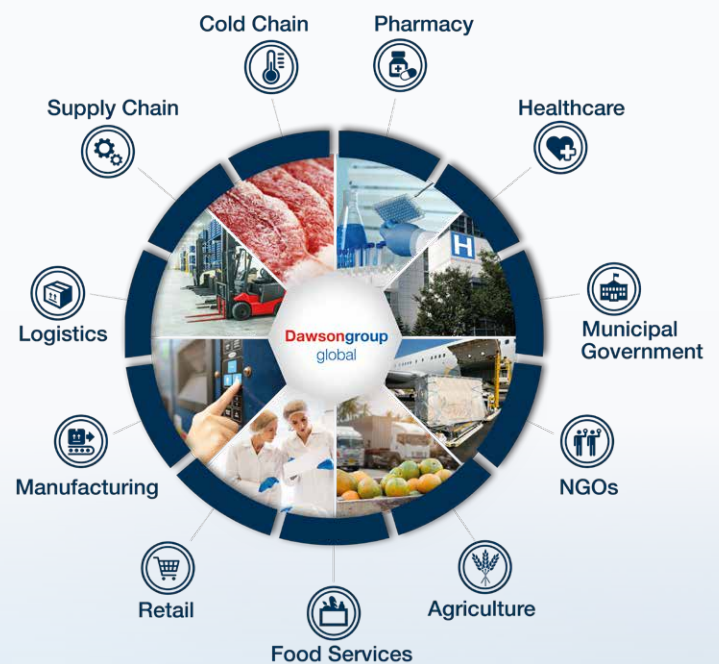 Cold Chain
Pharmacy
Supply Chain
Healthcare
H
Dawsongroup
global
Logistics
Municipal
Government
Manufacturing
NGOs
Retail
Agriculture
Food Services